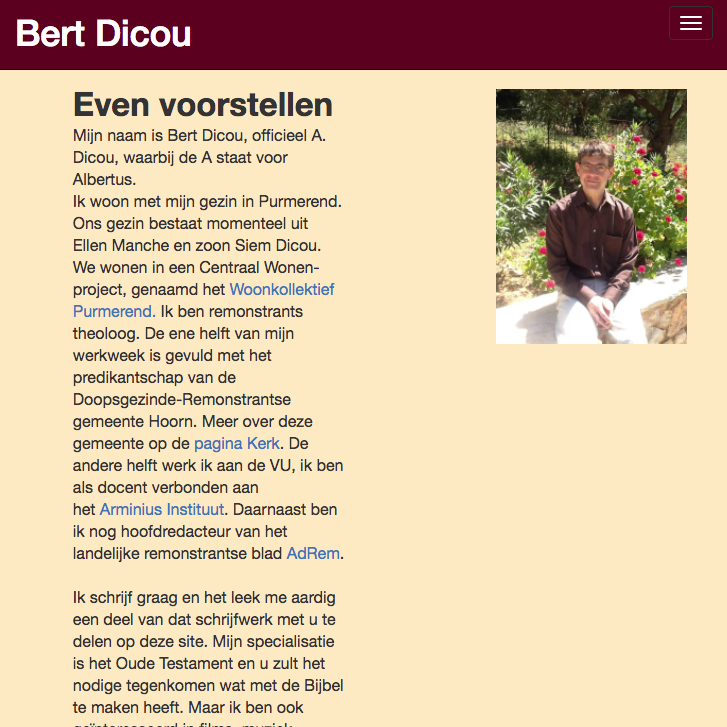 Bert Dicou
Even voorstellen
Mijn naam is Bert Dicou, officieel A.
Dicou, waarbij de A staat voor
Albertus.
Ik woon met mijn gezin in Purmerend.
Ons gezin bestaat momenteel uit
Ellen Manche en zoon Siem Dicou.
We wonen in een Centraal Wonen-
project, genaamd het Woonkollektief
Purmerend. Ik ben remonstrants
theoloog. De ene helft van mijn
werkweek is gevuld met het
predikantschap van de
Doopsgezinde-Remonstrantse
gemeente Hoorn. Meer over deze
gemeente op de pagina Kerk. De
andere helft werk ik aan de VU, ik ben
als docent verbonden aan
het Arminius Instituut. Daarnaast ben
ik nog hoofdredacteur van het
landelijke remonstrantse blad AdRem.
Ik schrijf graag en het leek me aardig
een deel van dat schrijfwerk met u te
delen op deze site. Mijn specialisatie
is het Oude Testament en u zult het
nodige tegenkomen wat met de Bijbel
te maken heeft. Maar ik ben ook